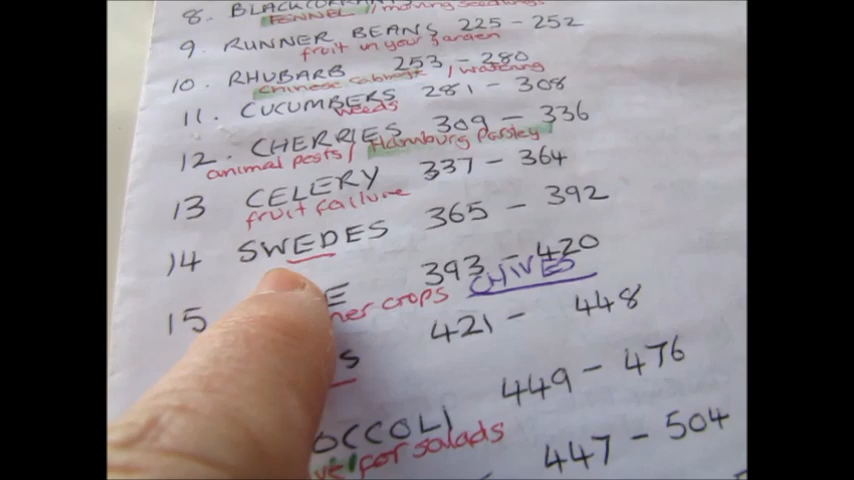 8. BLACKCURRANT
FENNEL / moving seedlings
9. RUNNER BEANS 225 - 252
fruit in your garden
10. RHUBARB 253 - 280
Chinese Cabbage / watering
11. CUCUMBERS 281 - 308
weeds
12. CHERRIES 309 - 336
animal pests / Hamburg Parsley
13 CELERY 337 - 364
fruit failure
14 SWEDES 365 - 392
15 E 393 - 420
crops CHIVES
S 421 - 448
449 - 476
OCCOLI 447 - 504
for salads